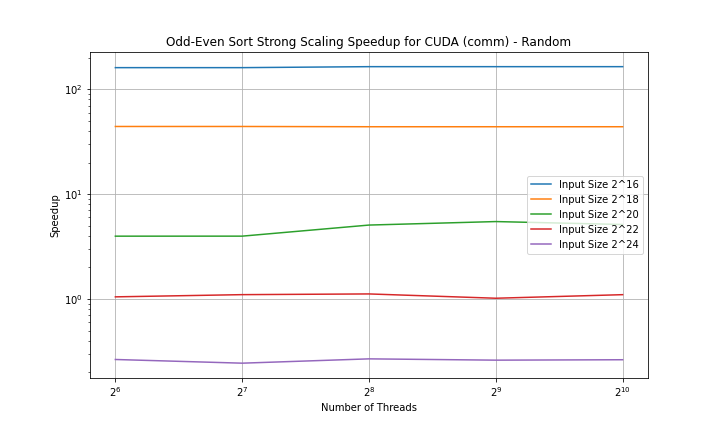 Odd-Even Sort Strong Scaling Speedup for CUDA (comm) - Random
Speedup
10^2
10^1
10^0
Input Size 2^16
Input Size 2^18
Input Size 2^20
Input Size 2^22
Input Size 2^24
2^6 2^7 2^8 2^9 2^10
Number of Threads